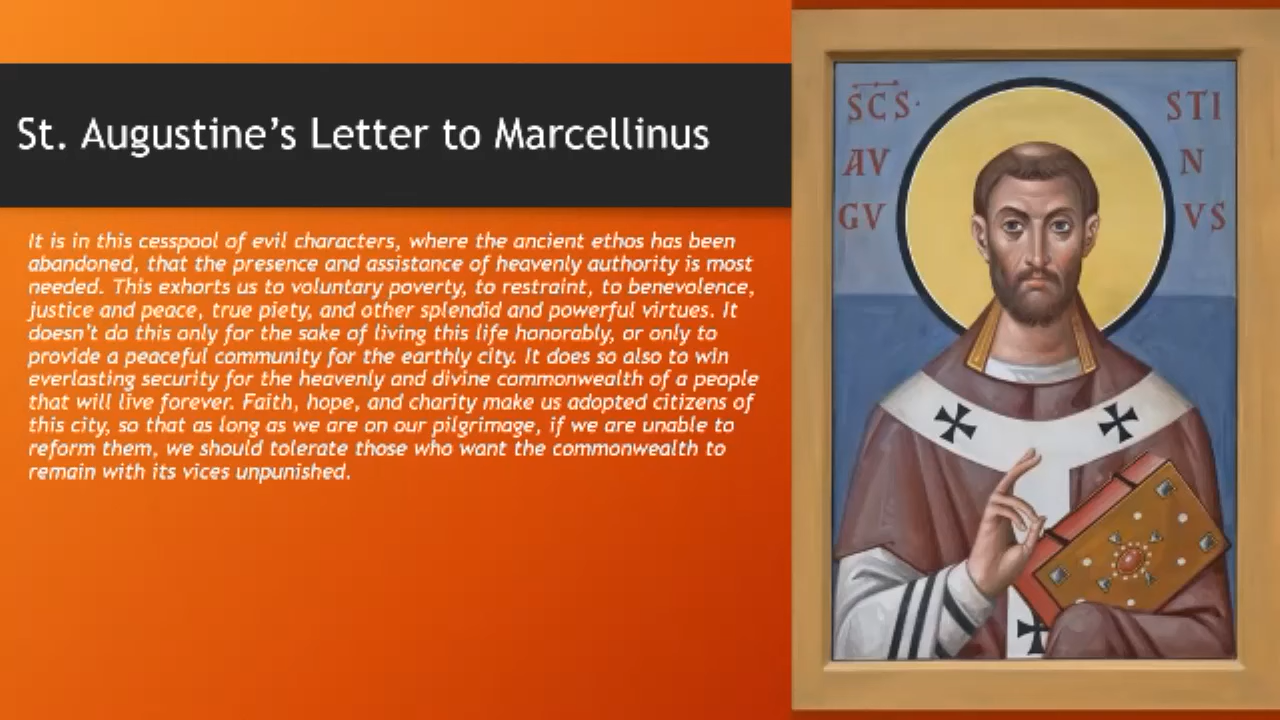 St. Augustine’s Letter to Marcellinus
It is in this cesspool of evil characters, where the ancient ethos has been
abandoned, that the presence and assistance of heavenly authority is most
needed. This exhorts us to voluntary poverty, to restraint, to benevolence,
justice and peace, true piety, and other splendid and powerful virtues. It
doesn’t do this only for the sake of living this life honorably, or only to
provide a peaceful community for the earthly city. It does so also to win
everlasting security for the heavenly and divine commonwealth of a people
that will live forever. Faith, hope, and charity make us adopted citizens of
this city, so that as long as we are on our pilgrimage, if we are unable to
reform them, we should tolerate those who want the commonwealth to
remain with its vices unpunished.
SCS·
AV
GV
STI
N
VS